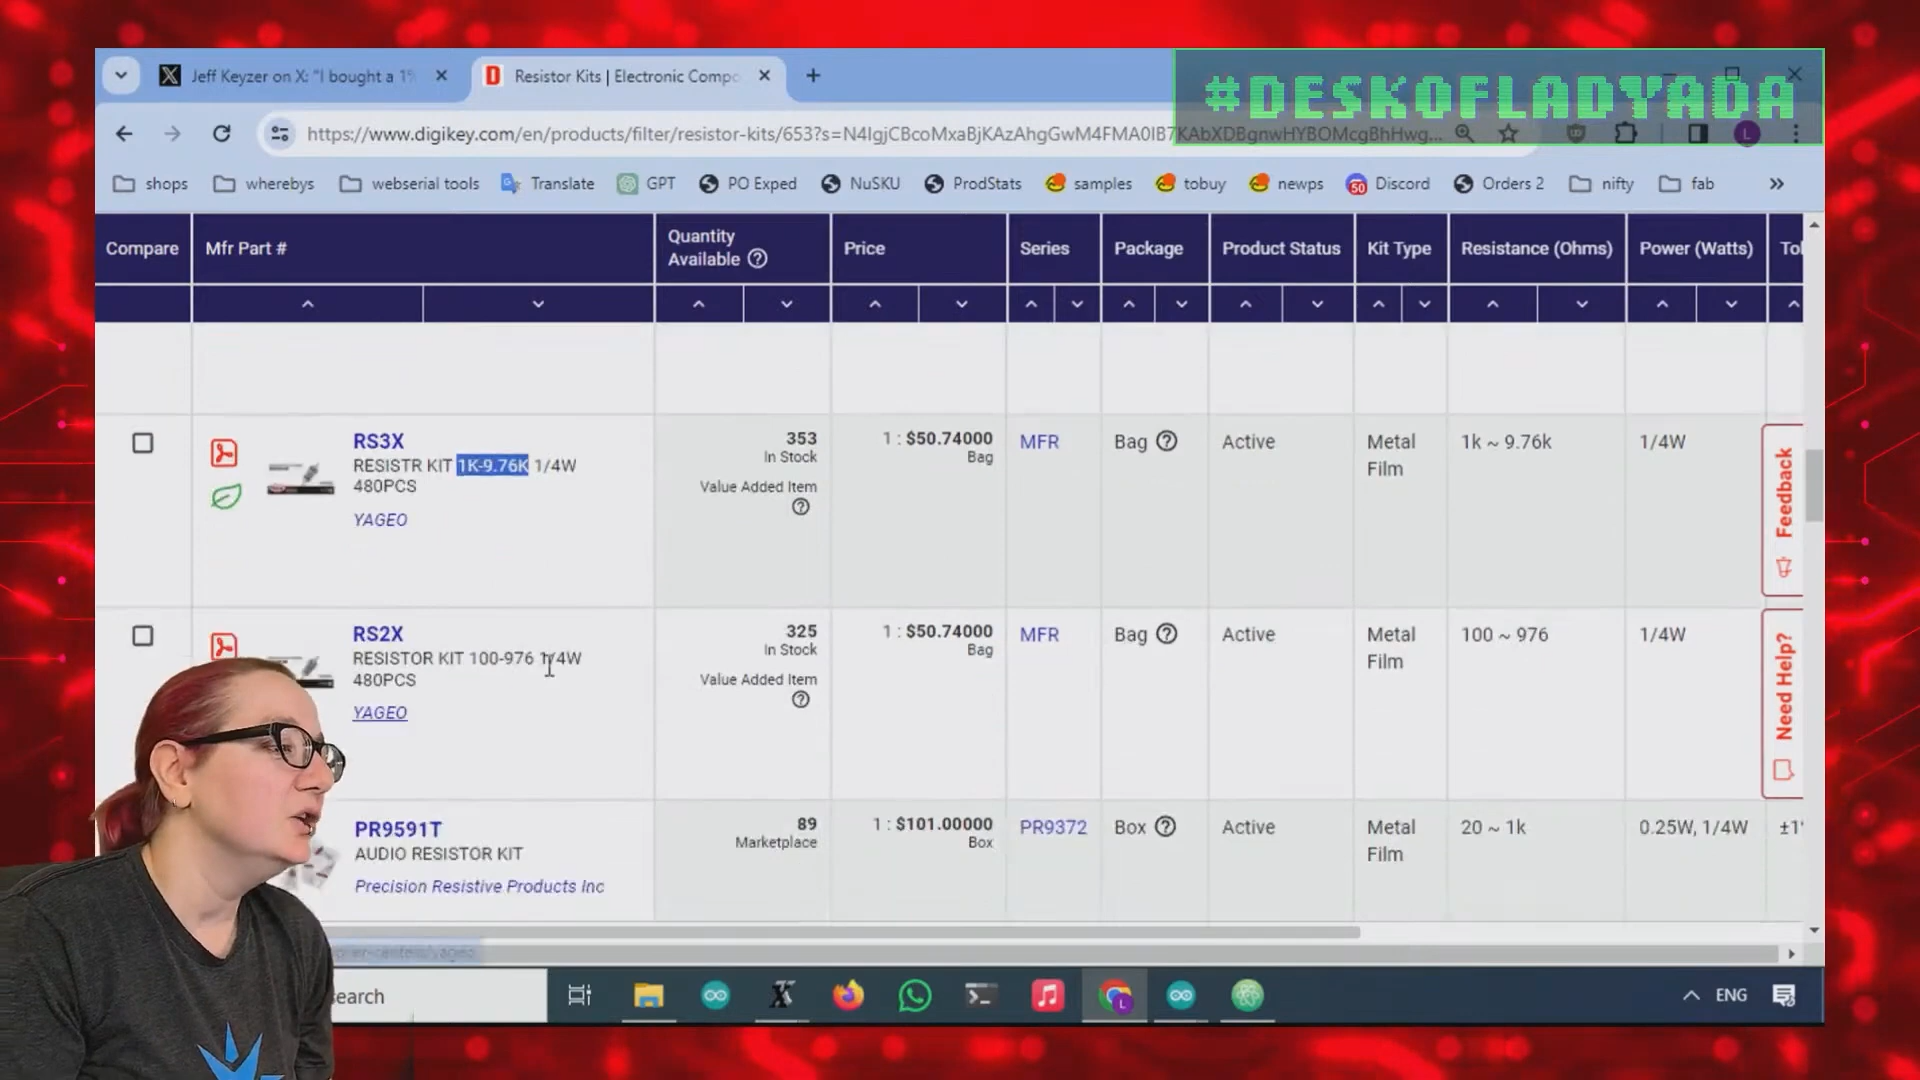 #DESKOFLADYADA
Jeff Keyzer on X: "I bought a 1%
Resistor Kits | Electronic Compo
https://www.digikey.com/en/products/filter/resistor-kits/653?s=
shops
wherebys
webserial tools
Translate
GPT
PO Exped
NuSKU
ProdStats
samples
tobuy
newps
50
Discord
Orders 2
nifty
fab
Compare
Mfr Part #
Quantity
Available
Price
Series
Package
Product Status
Kit Type
Resistance (Ohms)
Power (Watts)
Tol
RS3X
RESISTR KIT 1K-9.76K 1/4W
480PCS
YAGEO
353
In Stock
Value Added Item
1 : $50.74000
Bag
MFR
Bag
Active
Metal
Film
1k ~ 9.76k
1/4W
RS2X
RESISTOR KIT 100-976 1/4W
480PCS
YAGEO
325
In Stock
Value Added Item
1 : $50.74000
Bag
MFR
Bag
Active
Metal
Film
100 ~ 976
1/4W
PR9591T
AUDIO RESISTOR KIT
Precision Resistive Products Inc
89
Marketplace
1 : $101.00000
Box
PR9372
Box
Active
Metal
Film
20 ~ 1k
0.25W, 1/4W
±1
Feedback
Need Help?
earch
ENG